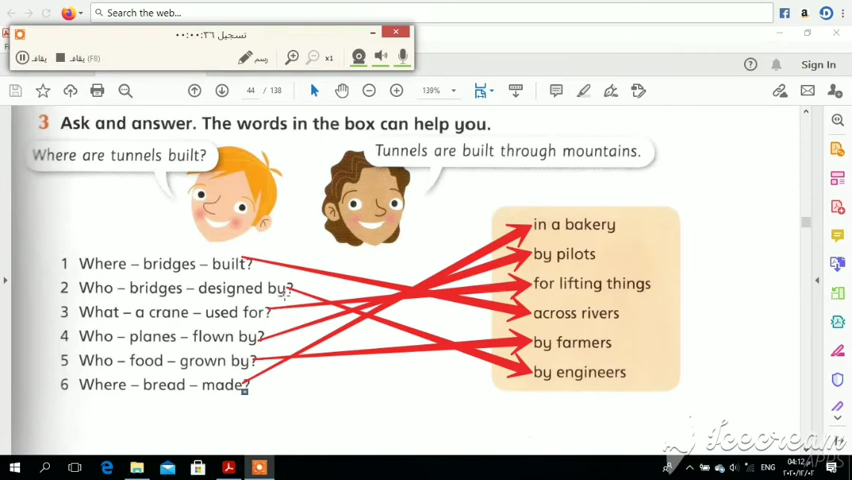 Search the web
تسجيل ٠٠:٠٠:٣٦
يقاف
يقاف (F8)
رسم
x1
Sign In
44 / 138
139%
3 Ask and answer. The words in the box can help you.
Where are tunnels built?
Tunnels are built through mountains.
1 Where – bridges – built?
2 Who – bridges – designed by?
3 What – a crane – used for?
4 Who – planes – flown by?
5 Who – food – grown by?
6 Where – bread – made?
in a bakery
by pilots
for lifting things
across rivers
by farmers
by engineers
Icecream
APPS
ENG